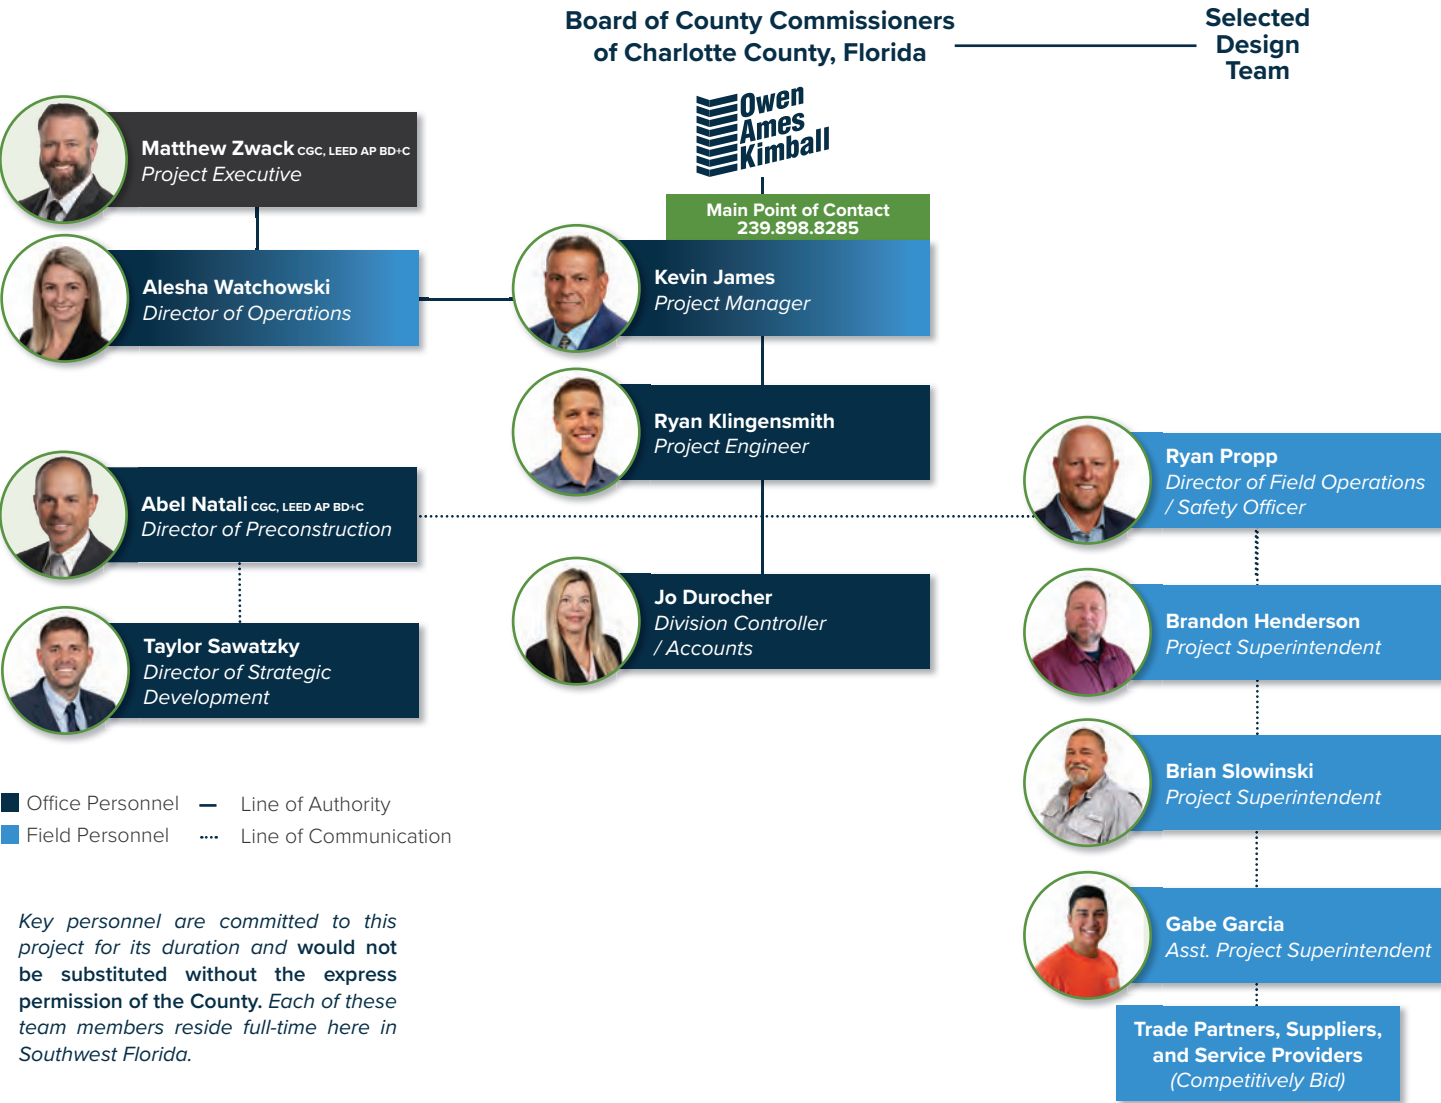 Board of County Commissioners
of Charlotte County, Florida
Selected
Design
Team
Owen
Ames
Kimball
Matthew Zwack CGC, LEED AP BD+C
Project Executive
Main Point of Contact
239.898.8285
Alesha Watchowski
Director of Operations
Kevin James
Project Manager
Ryan Klingensmith
Project Engineer
Abel Natali CGC, LEED AP BD+C
Director of Preconstruction
Ryan Propp
Director of Field Operations
/ Safety Officer
Taylor Sawatzky
Director of Strategic
Development
Jo Durocher
Division Controller
/ Accounts
Brandon Henderson
Project Superintendent
Brian Slowinski
Project Superintendent
Gabe Garcia
Asst. Project Superintendent
Trade Partners, Suppliers,
and Service Providers
(Competitively Bid)
Office Personnel
Line of Authority
Field Personnel
Line of Communication
Key personnel are committed to this
project for its duration and would not
be substituted without the express
permission of the County. Each of these
team members reside full-time here in
Southwest Florida.